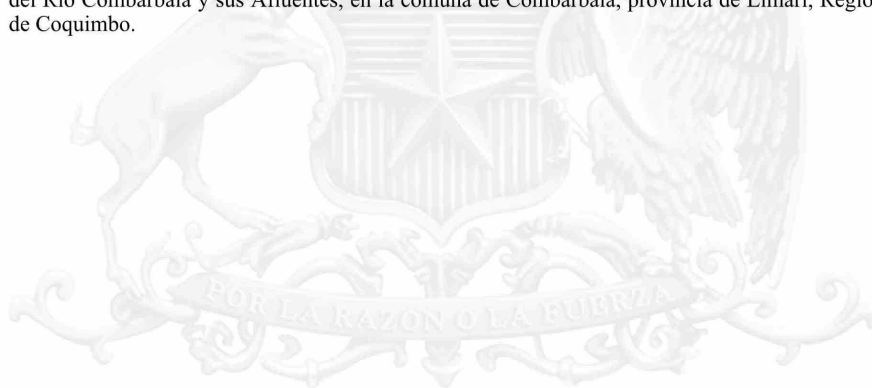 del Río Combarbalá y sus Afluentes, en la comuna de Combarbalá, provincia de Limarí, Regió
de Coquimbo.
POR LA RAZÓN O LA FUERZA